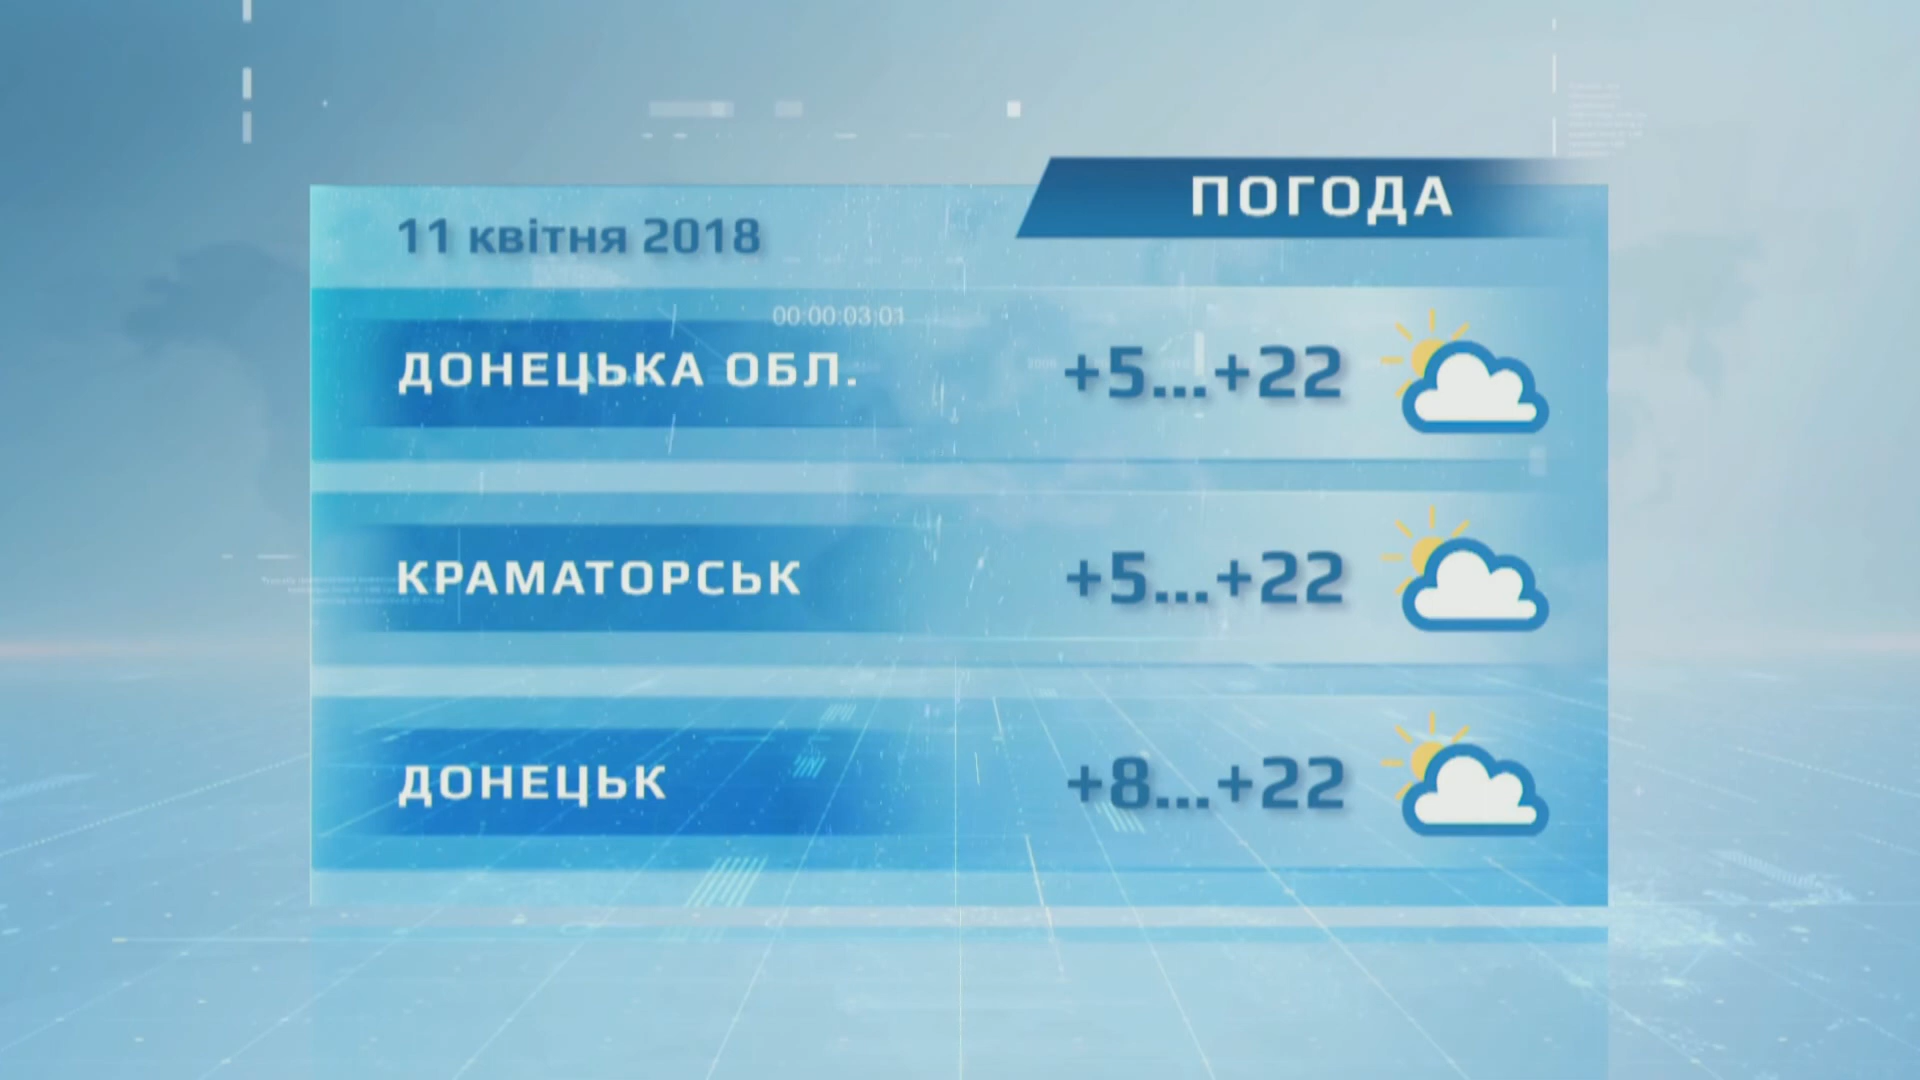 ПОГОДА
11 квітня 2018
00:00:03:01
ДОНЕЦЬКА ОБЛ. +5...+22
КРАМАТОРСЬК +5...+22
ДОНЕЦЬК +8...+22